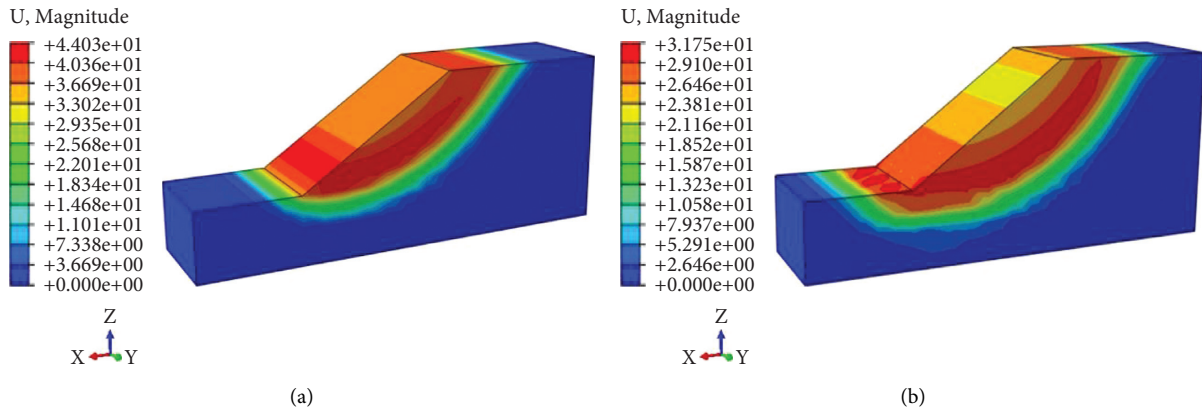 U, Magnitude
+4.403e+01
+4.036e+01
+3.669e+01
+3.302e+01
+2.935e+01
+2.568e+01
+2.201e+01
+1.834e+01
+1.468e+01
+1.101e+01
+7.338e+00
+3.669e+00
+0.000e+00
Z
X
Y
(a)
U, Magnitude
+3.175e+01
+2.910e+01
+2.646e+01
+2.381e+01
+2.116e+01
+1.852e+01
+1.587e+01
+1.323e+01
+1.058e+01
+7.937e+00
+5.291e+00
+2.646e+00
+0.000e+00
Z
X
Y
(b)